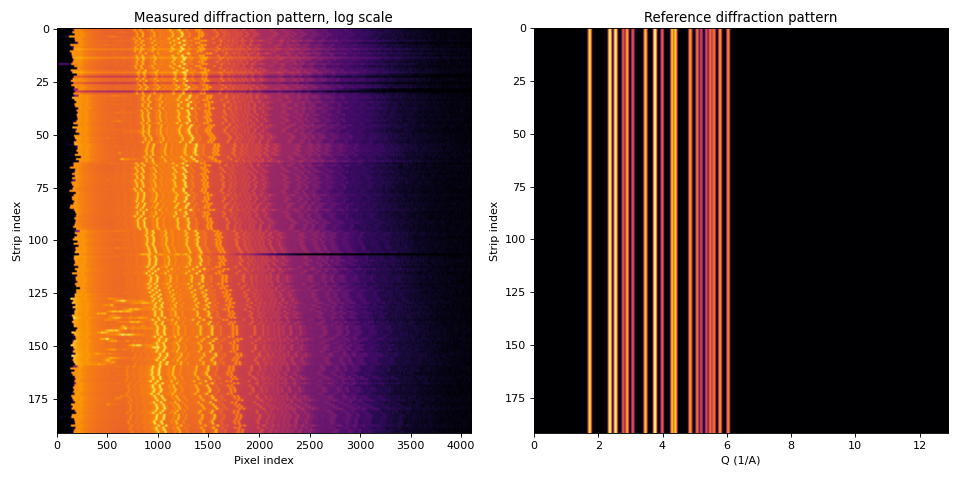 Measured diffraction pattern, log scale
Reference diffraction pattern
0
25
50
75
100
125
150
175
Strip index
0 500 1000 1500 2000 2500 3000 3500 4000
Pixel index
0
25
50
75
100
125
150
175
Strip index
0 2 4 6 8 10 12
Q (1/A)